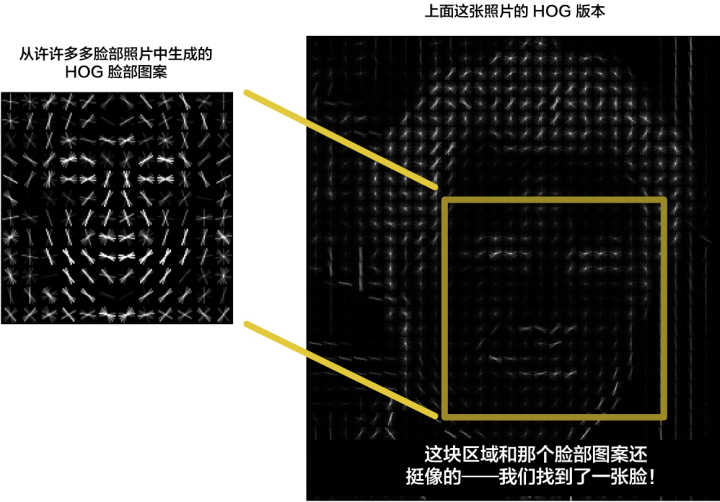 上面这张照片的 HOG 版本
从许许多多脸部照片中生成的
HOG 脸部图案
这块区域和那个脸部图案还
挺像的——我们找到了一张脸！